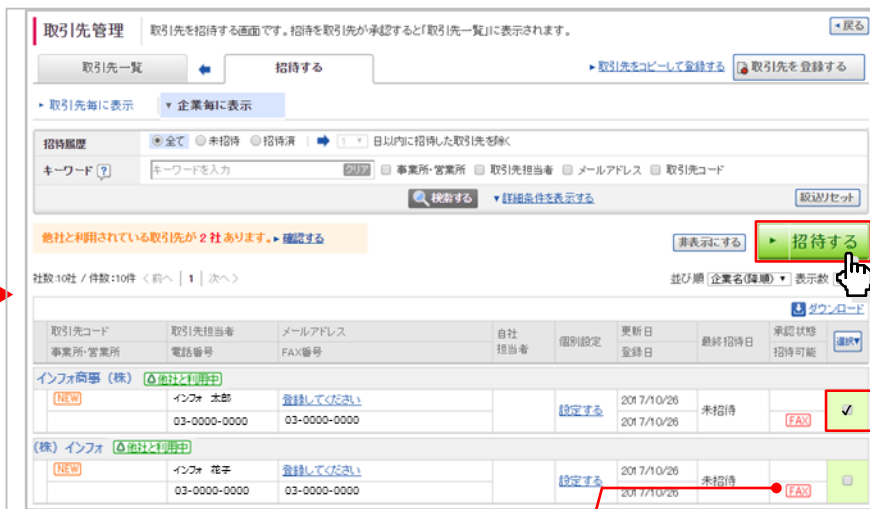 取引先管理 取引先を招待する画面です。招待を取引先が承認すると「取引先一覧」に表示されます。 戻る
取引先一覧 招待する 取引先をコピーして登録する 取引先を登録する
取引先毎に表示 企業毎に表示
招待履歴 全て 未招待 招待済 | 1 日以内に招待した取引先を除く
キーワード ? キーワードを入力 クリア 事業所・営業所 取引先担当者 メールアドレス 取引先コード
検索する 詳細条件を表示する 絞込リセット
他社と利用されている取引先が 2 社 あります。 確認する 非表示にする 招待する
社数:10社 / 件数:10件 < 前へ | 1 | 次へ > 並び順 企業名(降順) 表示数
ダウンロード
取引先コード 取引先担当者 メールアドレス 自社担当者 個別設定 更新日 最終招待日 承認状態 選択
事業所・営業所 電話番号 FAX番号 登録日 招待可能
インフォ商事 (株) 他社と利用中
NEW インフォ 太郎 登録してください 設定する 2017/10/26 未招待
03-0000-0000 03-0000-0000 2017/10/26 FAX
(株) インフォ 他社と利用中
NEW インフォ 花子 登録してください 設定する 2017/10/26 未招待
03-0000-0000 03-0000-0000 2017/10/26 FAX